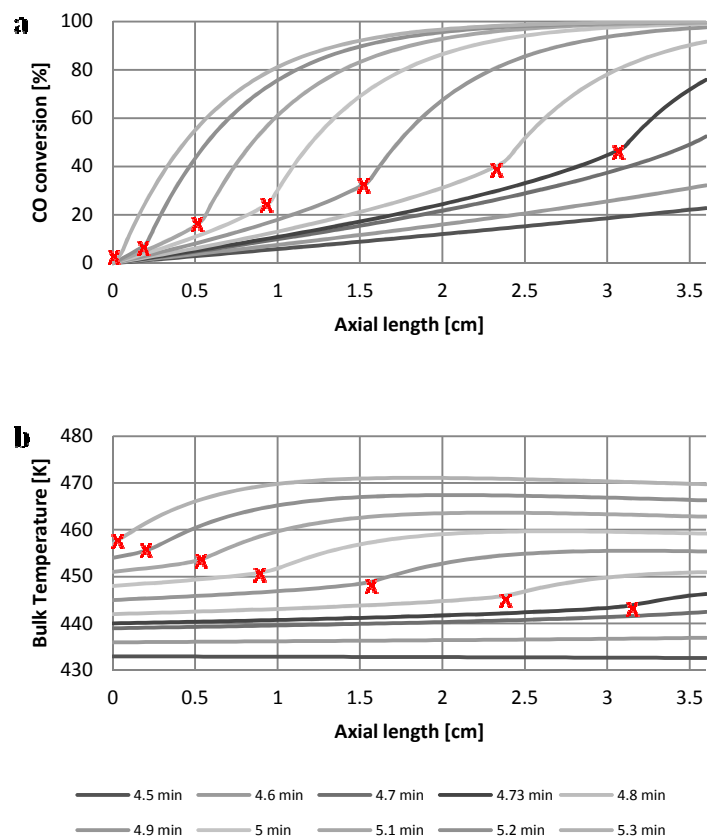 a
CO conversion [%]
100
80
60
40
20
0
0 0.5 1 1.5 2 2.5 3 3.5
Axial length [cm]
b
Bulk Temperature [K]
480
470
460
450
440
430
0 0.5 1 1.5 2 2.5 3 3.5
Axial length [cm]
4.5 min 4.6 min 4.7 min 4.73 min 4.8 min
4.9 min 5 min 5.1 min 5.2 min 5.3 min